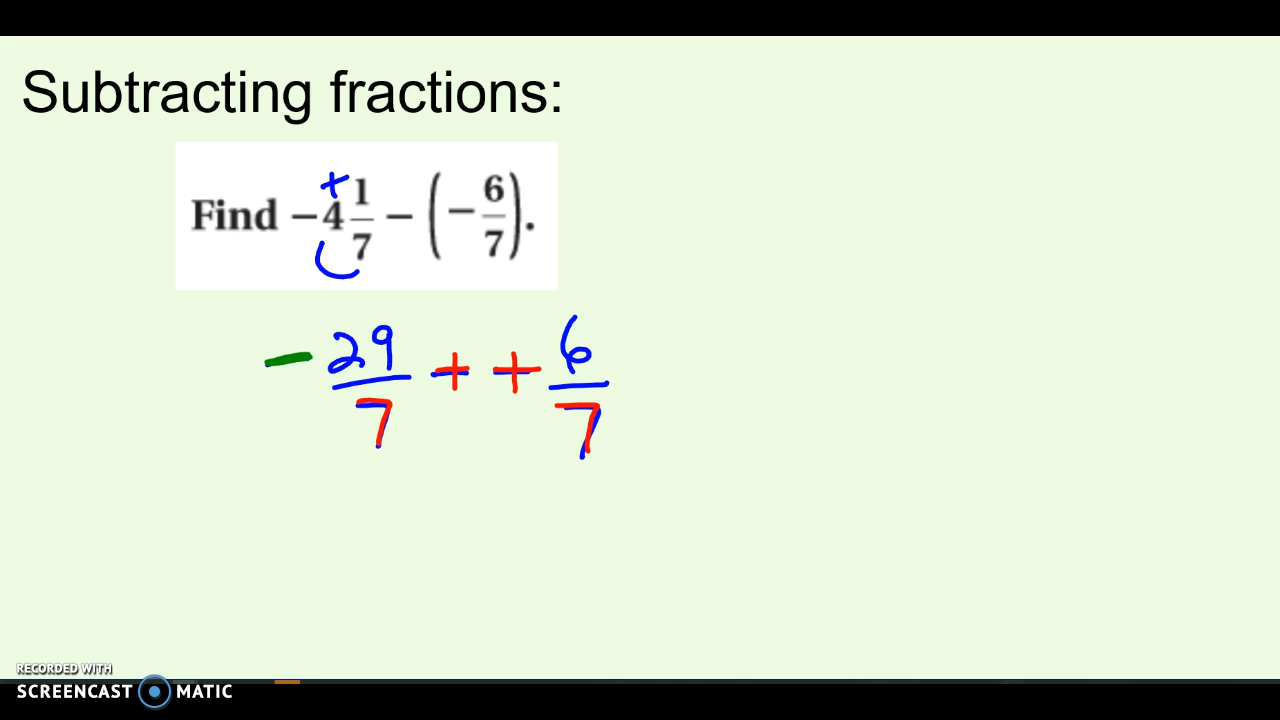 Subtracting fractions:
+
Find −4 1/7 − (−6/7).
− 29/7 + + 6/7
RECORDED WITH
SCREENCAST MATIC